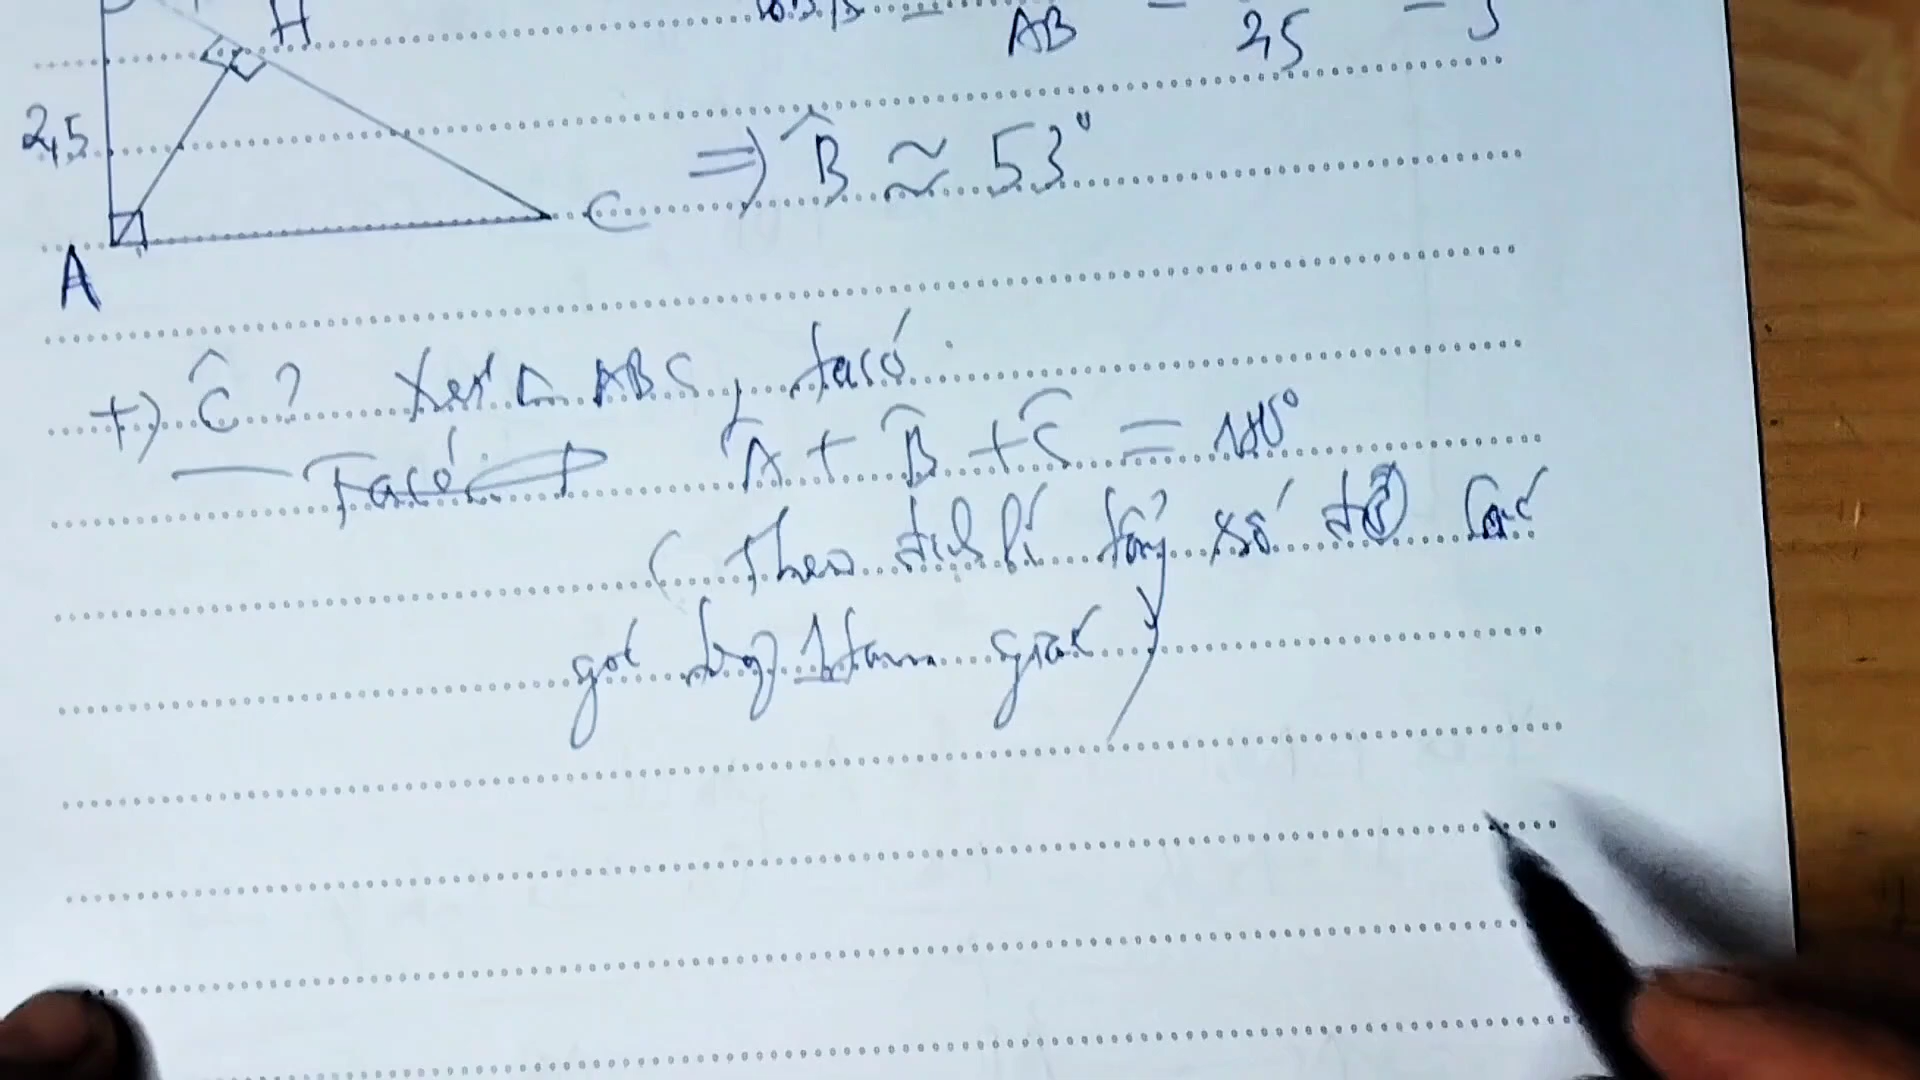 H
AB 2,5
2,5
C
⇒ B̂ ≈ 53°
A
+) Ĉ? Xét △ ABC, ta có
Ta có: Â + B̂ + Ĉ = 180°
( Theo định lí tổng số đo các
góc trong 1 tam giác )